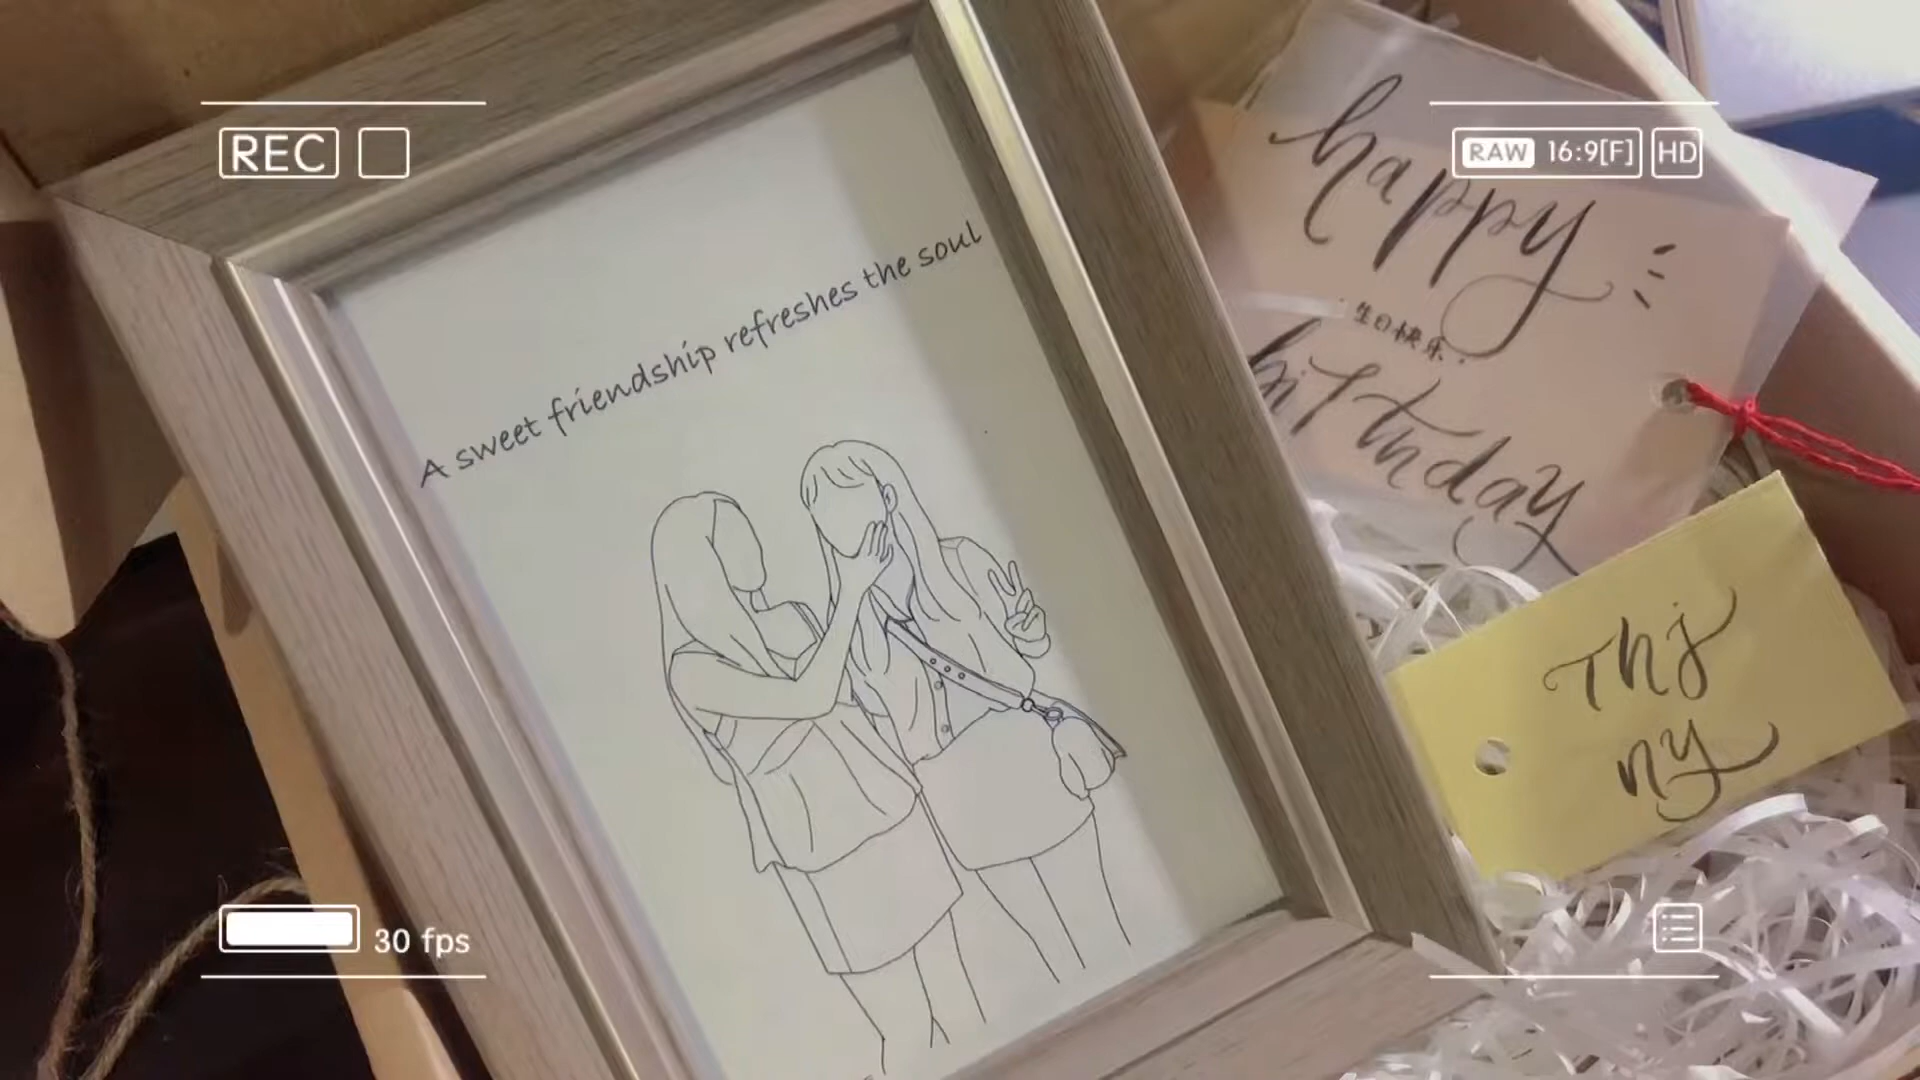 REC
RAW 16:9[F] HD
A sweet friendship refreshes the soul
happy
生日快乐
birthday
Thj
ny
30 fps